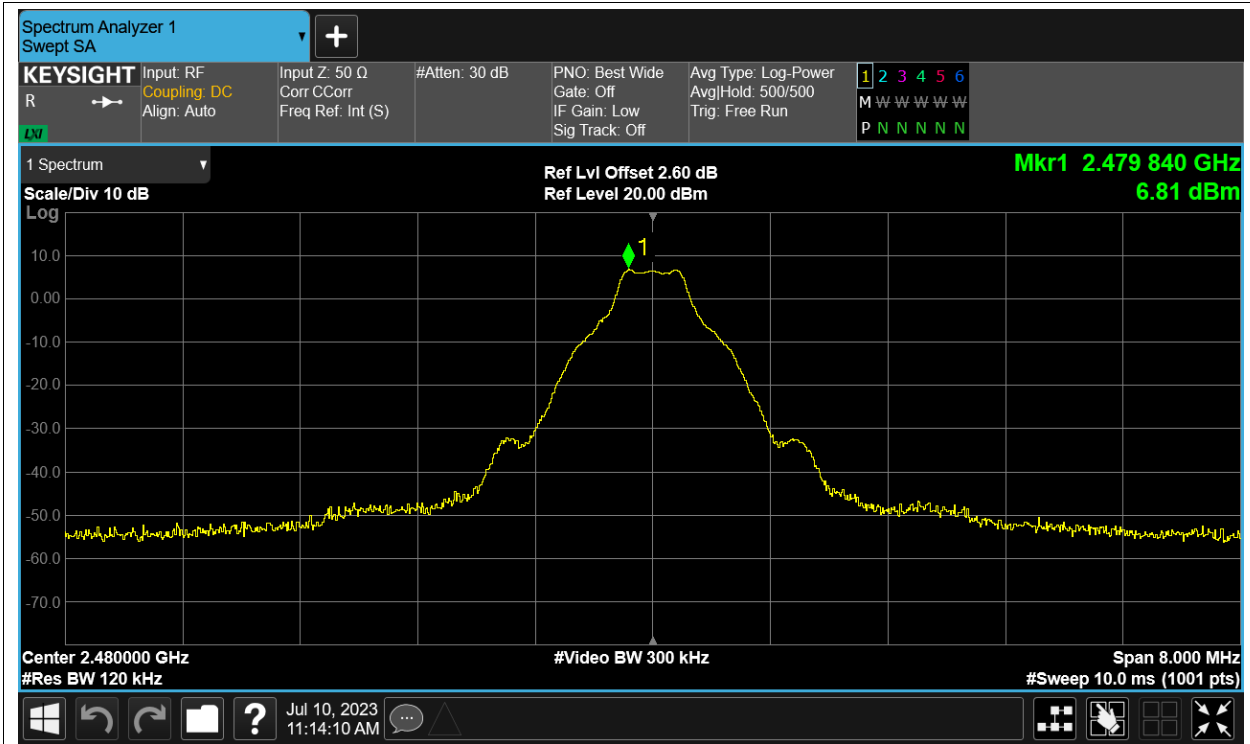 Spectrum Analyzer 1
Swept SA
+
KEYSIGHT
R
LXI
Input: RF
Coupling: DC
Align: Auto
Input Z: 50 Ω
Corr CCorr
Freq Ref: Int (S)
#Atten: 30 dB
PNO: Best Wide
Gate: Off
IF Gain: Low
Sig Track: Off
Avg Type: Log-Power
Avg|Hold: 500/500
Trig: Free Run
1 2 3 4 5 6
M W W W W W
P N N N N N
1 Spectrum
Scale/Div 10 dB
Log
Ref Lvl Offset 2.60 dB
Ref Level 20.00 dBm
Mkr1 2.479 840 GHz
6.81 dBm
1
10.0
0.00
-10.0
-20.0
-30.0
-40.0
-50.0
-60.0
-70.0
Center 2.480000 GHz
#Res BW 120 kHz
#Video BW 300 kHz
Span 8.000 MHz
#Sweep 10.0 ms (1001 pts)
?
Jul 10, 2023
11:14:10 AM